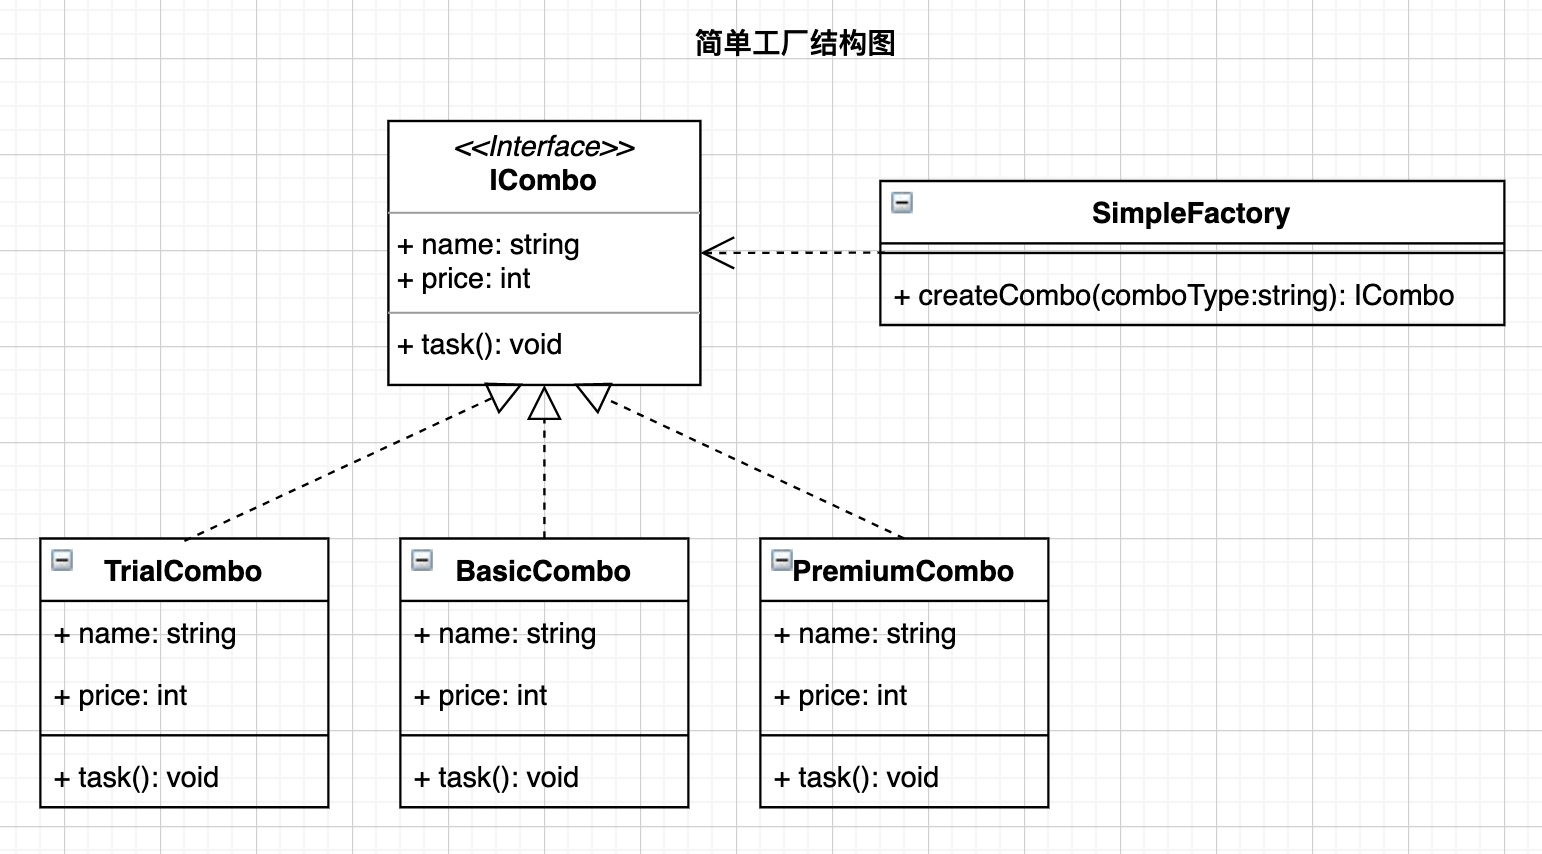 简单工厂结构图
<<Interface>>
ICombo
+ name: string
+ price: int
+ task(): void
SimpleFactory
+ createCombo(comboType:string): ICombo
TrialCombo
+ name: string
+ price: int
+ task(): void
BasicCombo
+ name: string
+ price: int
+ task(): void
PremiumCombo
+ name: string
+ price: int
+ task(): void